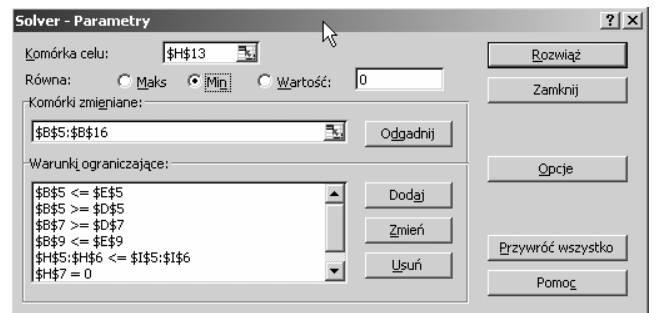 Solver - Parametry
Komórka celu: $H$13 Rozwiąż
Równa: Maks Min Wartość: 0 Zamknij
Komórki zmieniane:
$B$5:$B$16 Odgadnij
Warunki ograniczające: Opcje
$B$5 <= $E$5 Dodaj
$B$5 >= $D$5
$B$7 >= $D$7 Zmień
$B$9 <= $E$9 Przywróć wszystko
$H$5:$H$6 <= $I$5:$I$6 Usuń
$H$7 = 0 Pomoc